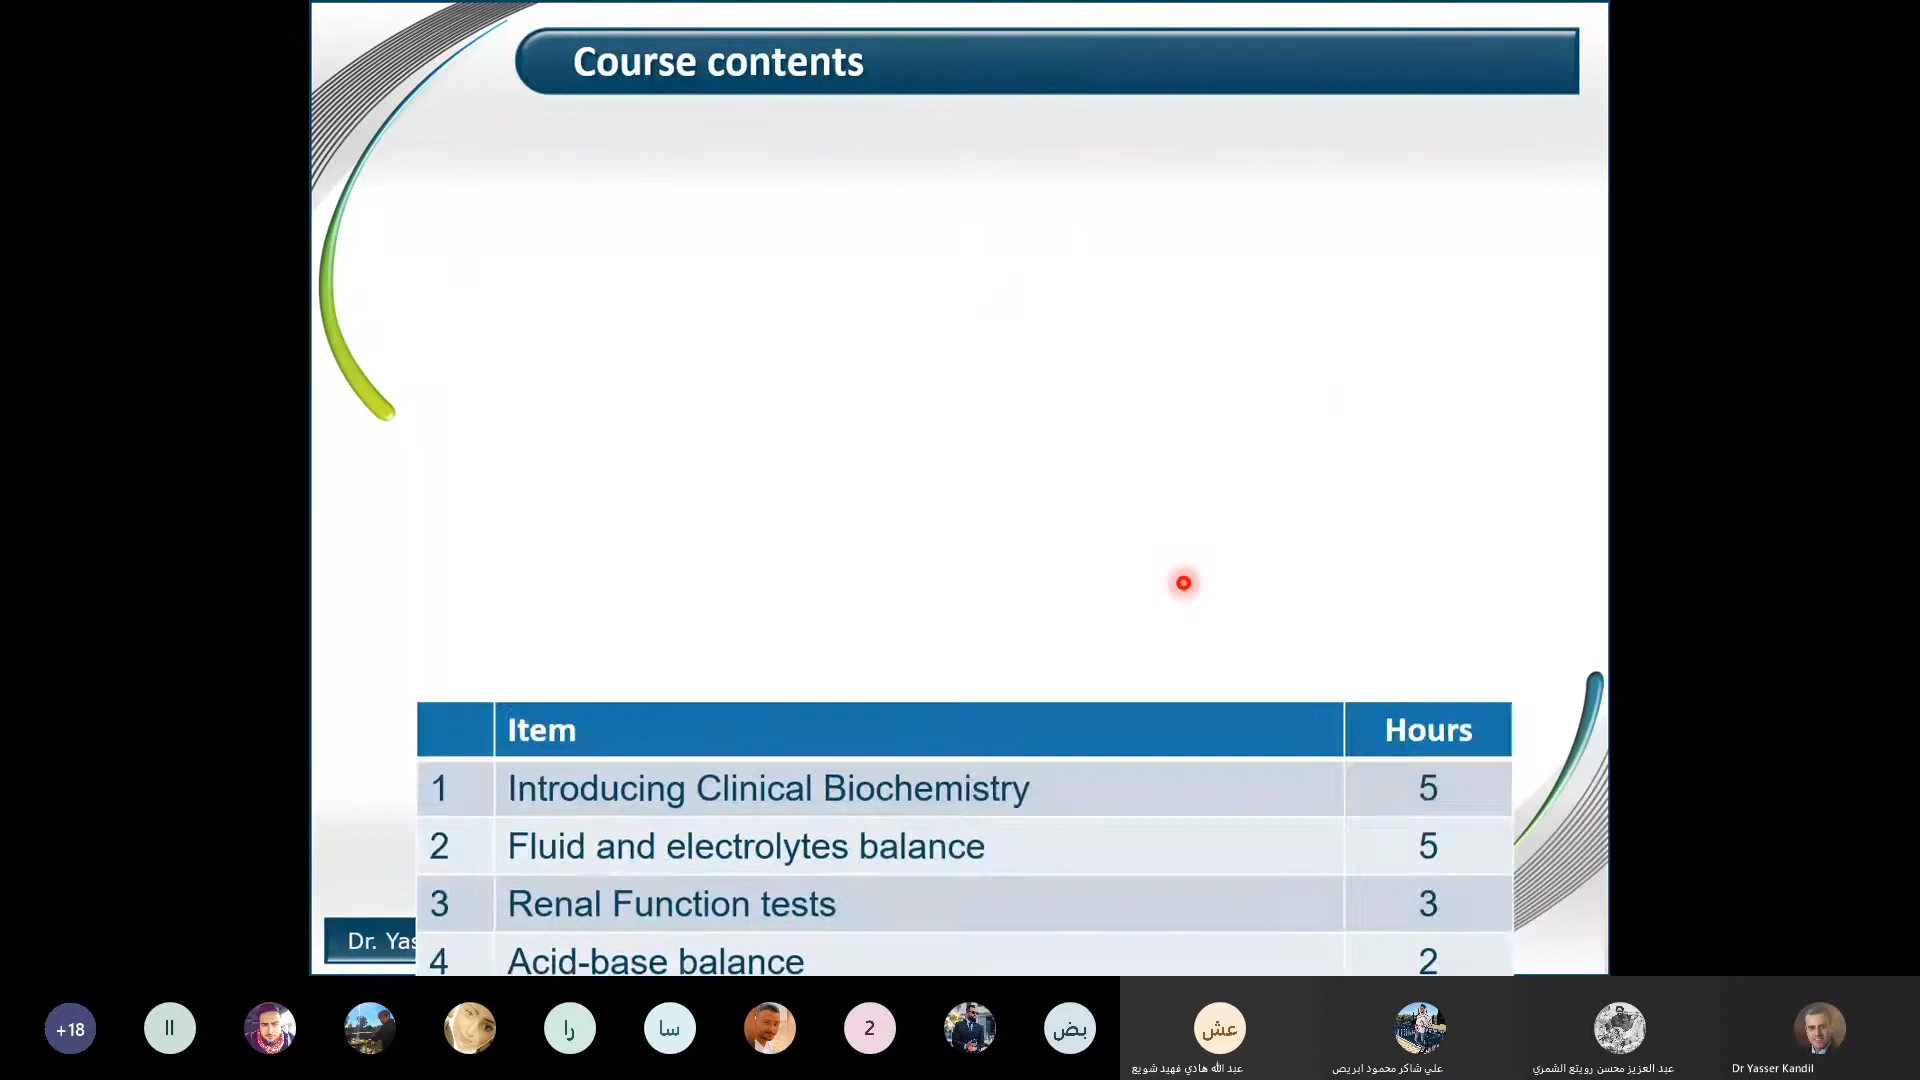 Course contents
Item Hours
1 Introducing Clinical Biochemistry 5
2 Fluid and electrolytes balance 5
3 Renal Function tests 3
4 Acid-base balance 2
Dr. Yas
+18
اا
را
سا
2
بض
عش
عبد الله هادي فهيد شويع
علي شاكر محمود ابريص
عبد العزيز محسن رويتع الشمري
Dr Yasser Kandil